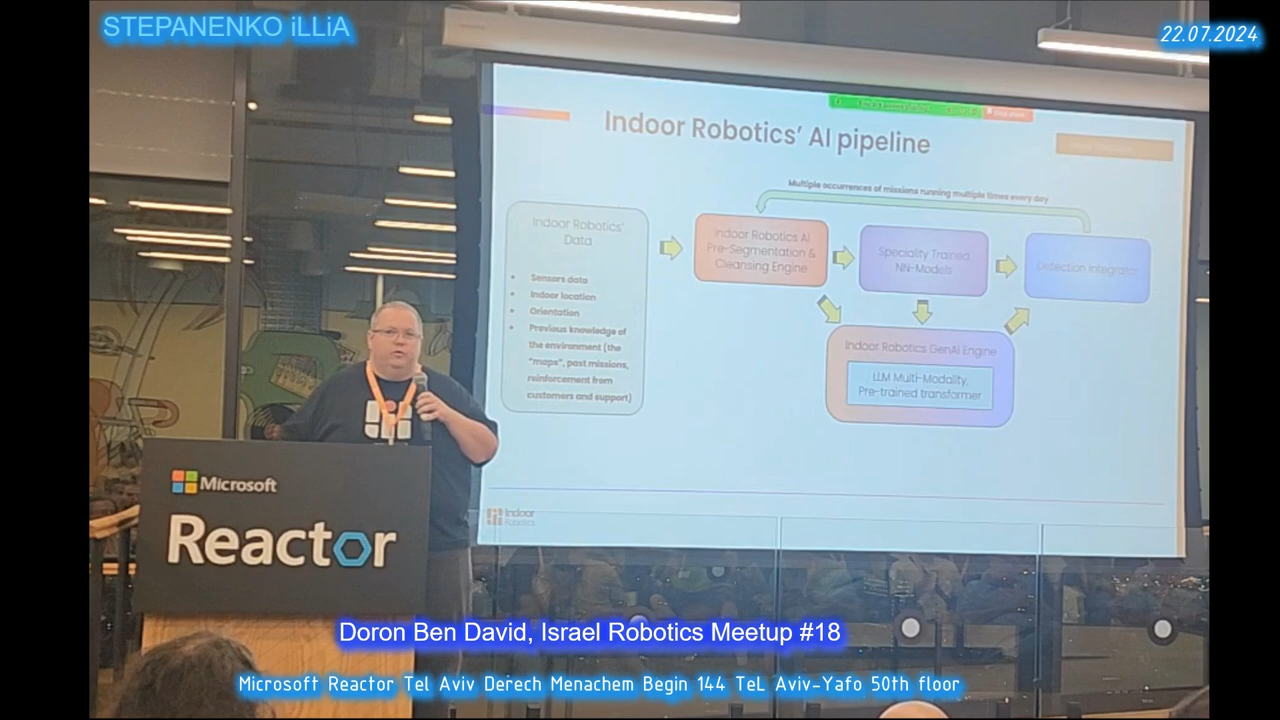 STEPANENKO iLLiA
22.07.2024
Indoor Robotics' AI pipeline
Multiple occurrences of missions running multiple times every day
Indoor Robotics'
Data
• Sensors data
• Indoor location
• Orientation
• Previous knowledge of
the environment (the
"maps", past missions,
reinforcement from
customers and support)
Indoor Robotics AI
Pre-Segmentation &
Cleansing Engine
Speciality Trained
NN-Models
Detection Integrator
Indoor Robotics GenAI Engine
LLM Multi-Modality,
Pre-trained transformer
Indoor
Robotics
Microsoft
Reactor
Doron Ben David, Israel Robotics Meetup #18
Microsoft Reactor Tel Aviv Derech Menachem Begin 144 TeL Aviv-Yafo 50th floor